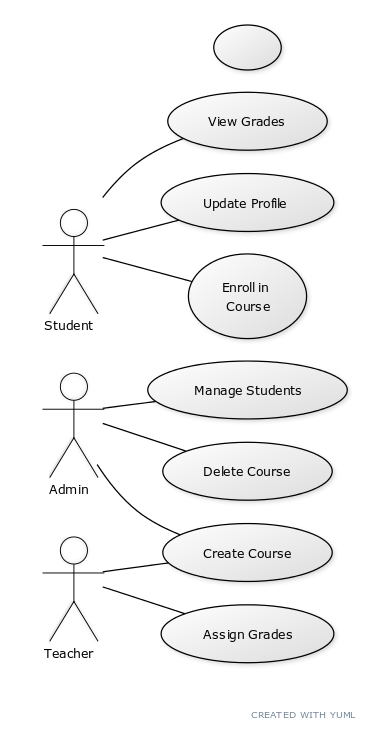 View Grades
Update Profile
Enroll in
Course
Student
Manage Students
Delete Course
Admin
Create Course
Assign Grades
Teacher
CREATED WITH YUML